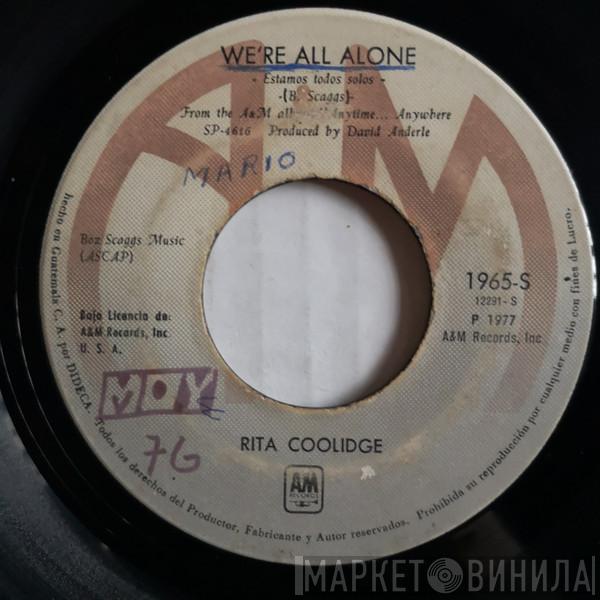 WE'RE ALL ALONE
- Estamos todos solos -
-(B. Scaggs)-
From the A&M album "Anytime... Anywhere
SP-4616 Produced by David Anderle
MARIO
Boz Scaggs Music
(ASCAP)
1965-S
12291-S
P 1977
A&M Records, Inc
Bajo Licencia de:
A&M Records, Inc.
U. S. A.
MOY
76
RITA COOLIDGE
A&M
RECORDS
hecho en Guatemala C. A. por DIDECA. Todos los derechos del Productor, Fabricante y Autor reservados. Prohibida su reproducción por cualquier medio con fines de Lucro.
МАРКЕТ ВИНИЛА